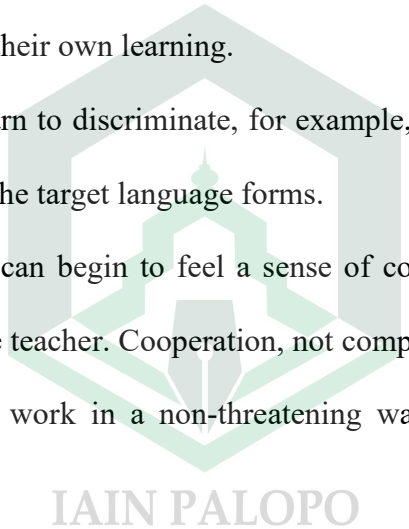 heir own learning.
rn to discriminate, for example,
he target language forms.
can begin to feel a sense of co
teacher. Cooperation, not comp
work in a non-threatening wa
IAIN PALOPO